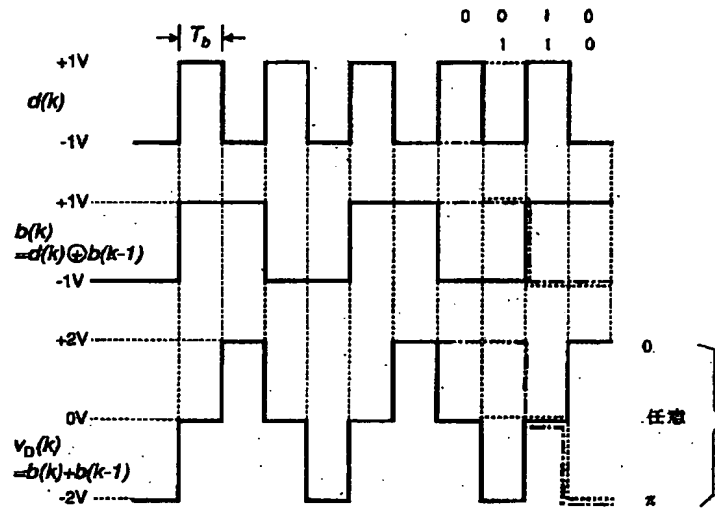 0 0 1 0
1 1 0
T_b
+1V
d(k)
-1V
+1V
b(k)
=d(k)⊕b(k-1)
-1V
+2V
0
0V
任意
v_D(k)
=b(k)+b(k-1)
-2V
π